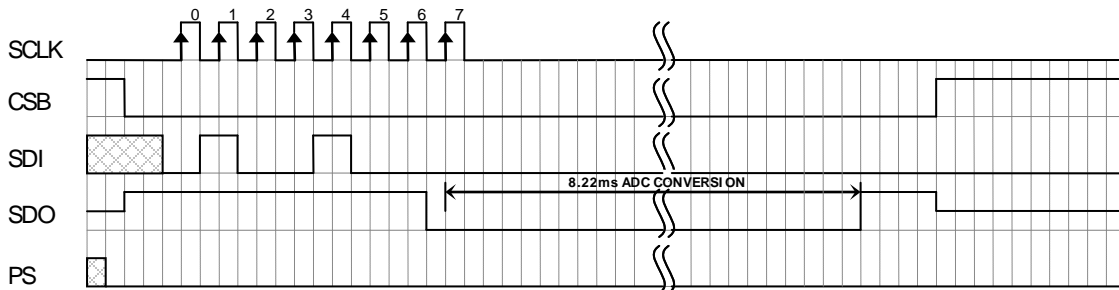 0 1 2 3 4 5 6 7
SCLK
CSB
SDI
8.22ms ADC CONVERSION
SDO
PS